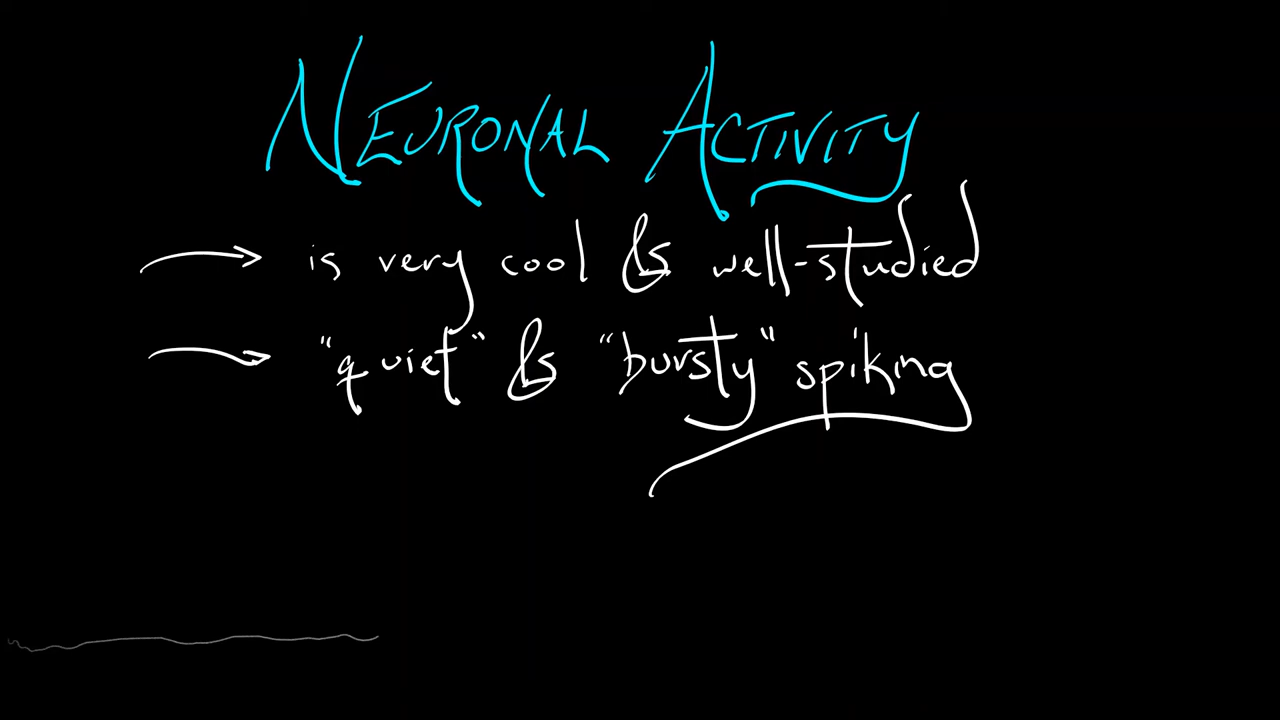 NEURONAL ACTIVITY
→ is very cool & well-studied
→ "quiet" & "bursty" spiking